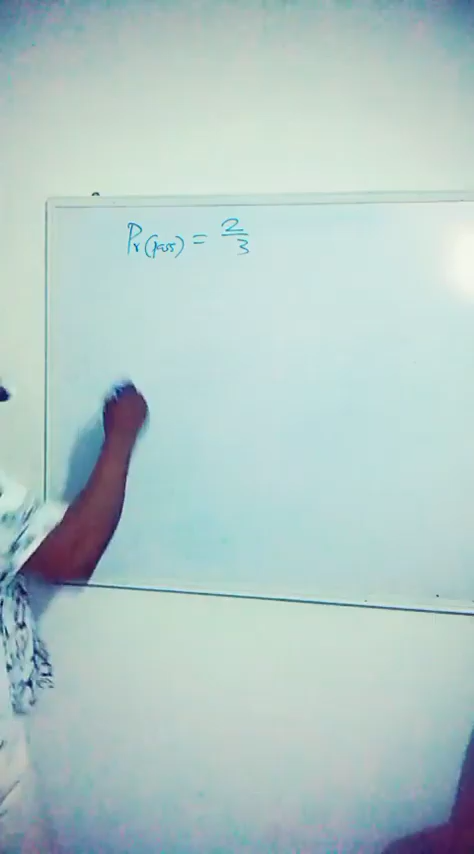 Pr(pass) = 2/3